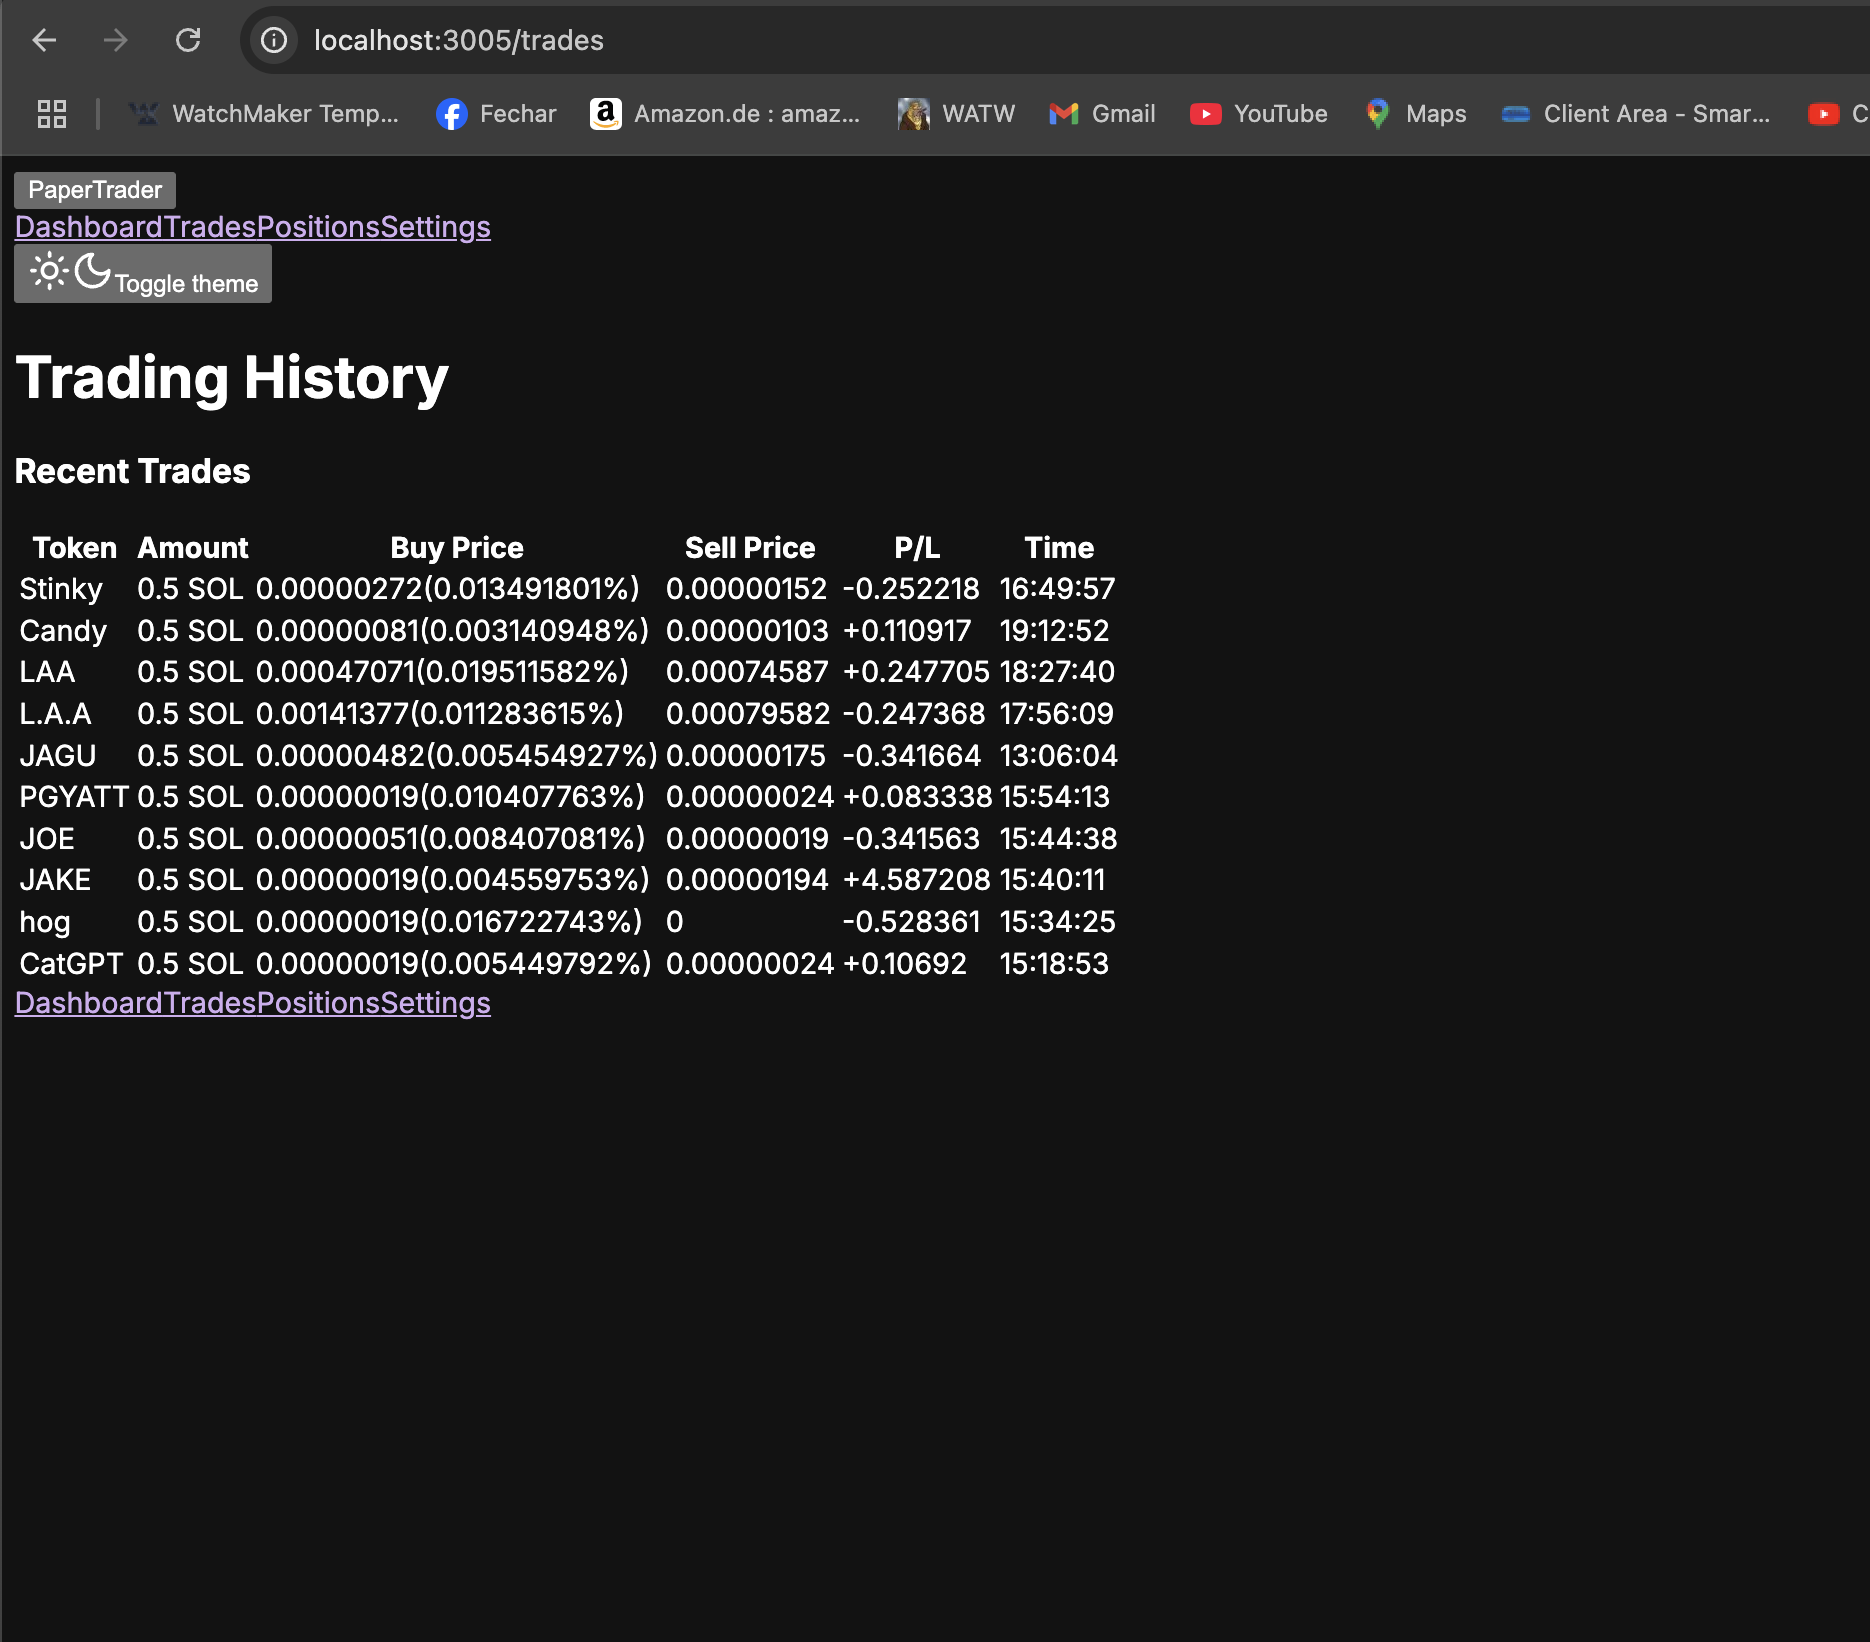 localhost:3005/trades
WatchMaker Temp... Fechar Amazon.de : amaz... WATW Gmail YouTube Maps Client Area - Smar... C
PaperTrader
DashboardTradesPositionsSettings
Toggle theme
Trading History
Recent Trades
Token Amount Buy Price Sell Price P/L Time
Stinky 0.5 SOL 0.00000272(0.013491801%) 0.00000152 -0.252218 16:49:57
Candy 0.5 SOL 0.00000081(0.003140948%) 0.00000103 +0.110917 19:12:52
LAA 0.5 SOL 0.00047071(0.019511582%) 0.00074587 +0.247705 18:27:40
L.A.A 0.5 SOL 0.00141377(0.011283615%) 0.00079582 -0.247368 17:56:09
JAGU 0.5 SOL 0.00000482(0.005454927%) 0.00000175 -0.341664 13:06:04
PGYATT 0.5 SOL 0.00000019(0.010407763%) 0.00000024 +0.083338 15:54:13
JOE 0.5 SOL 0.00000051(0.008407081%) 0.00000019 -0.341563 15:44:38
JAKE 0.5 SOL 0.00000019(0.004559753%) 0.00000194 +4.587208 15:40:11
hog 0.5 SOL 0.00000019(0.016722743%) 0 -0.528361 15:34:25
CatGPT 0.5 SOL 0.00000019(0.005449792%) 0.00000024 +0.10692 15:18:53
DashboardTradesPositionsSettings